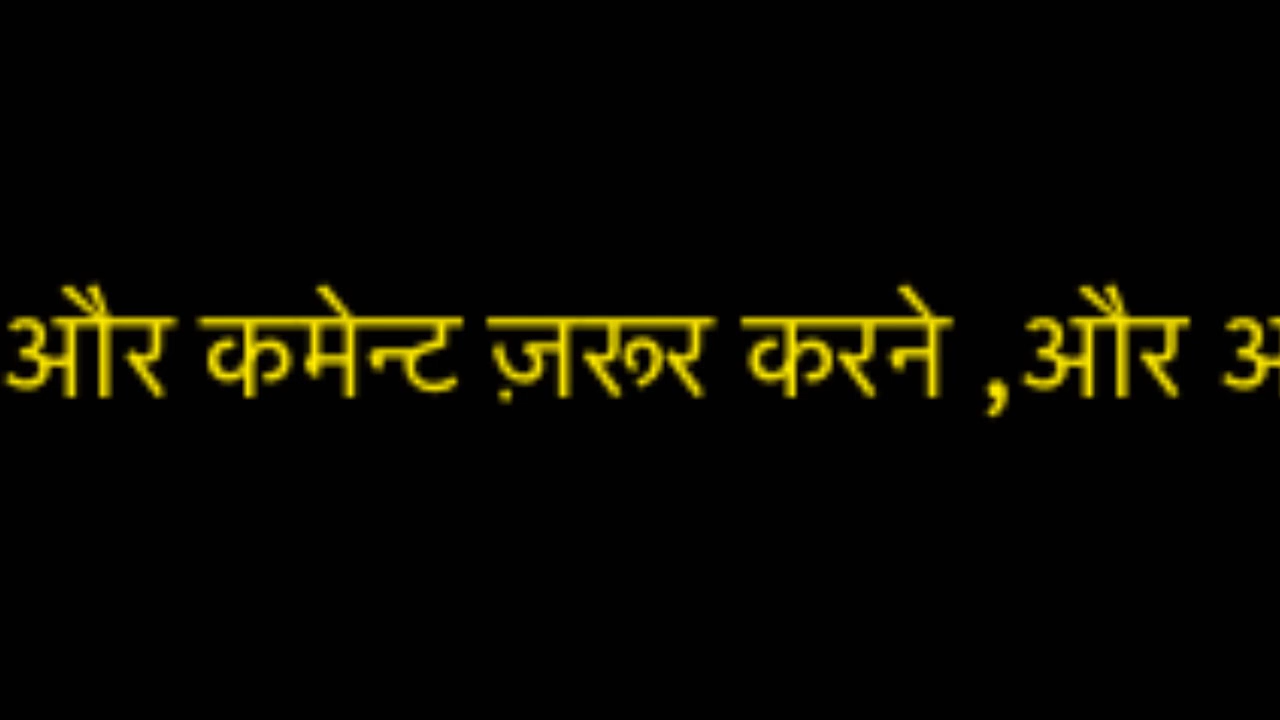 और कमेन्ट ज़रूर करने ,और